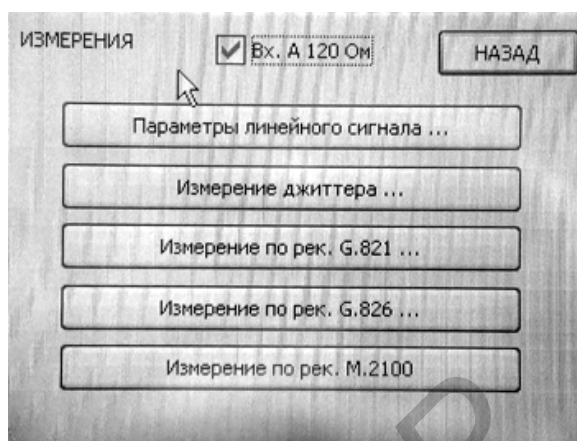 ИЗМЕРЕНИЯ
Вх. А 120 Ом
НАЗАД
Параметры линейного сигнала ...
Измерение джиттера ...
Измерение по рек. G.821 ...
Измерение по рек. G.826 ...
Измерение по рек. М.2100